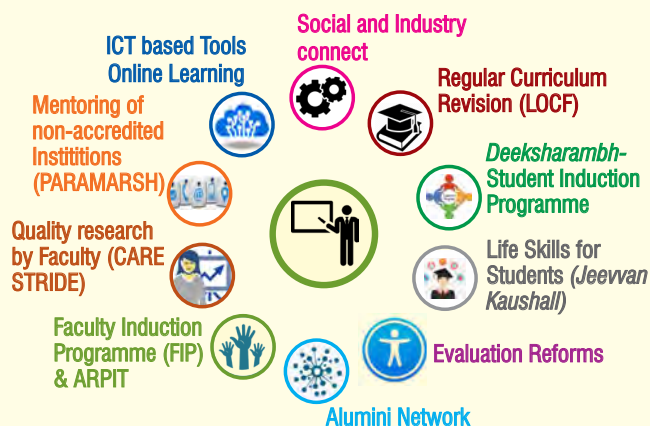 Social and Industry
connect
ICT based Tools
Online Learning
Regular Curriculum
Revision (LOCF)
Mentoring of
non-accredited
Instititions
(PARAMARSH)
Deeksharambh-
Student Induction
Programme
Quality research
by Faculty (CARE
STRIDE)
Life Skills for
Students (Jeevvan
Kaushall)
Faculty Induction
Programme (FIP)
& ARPIT
Evaluation Reforms
Alumini Network